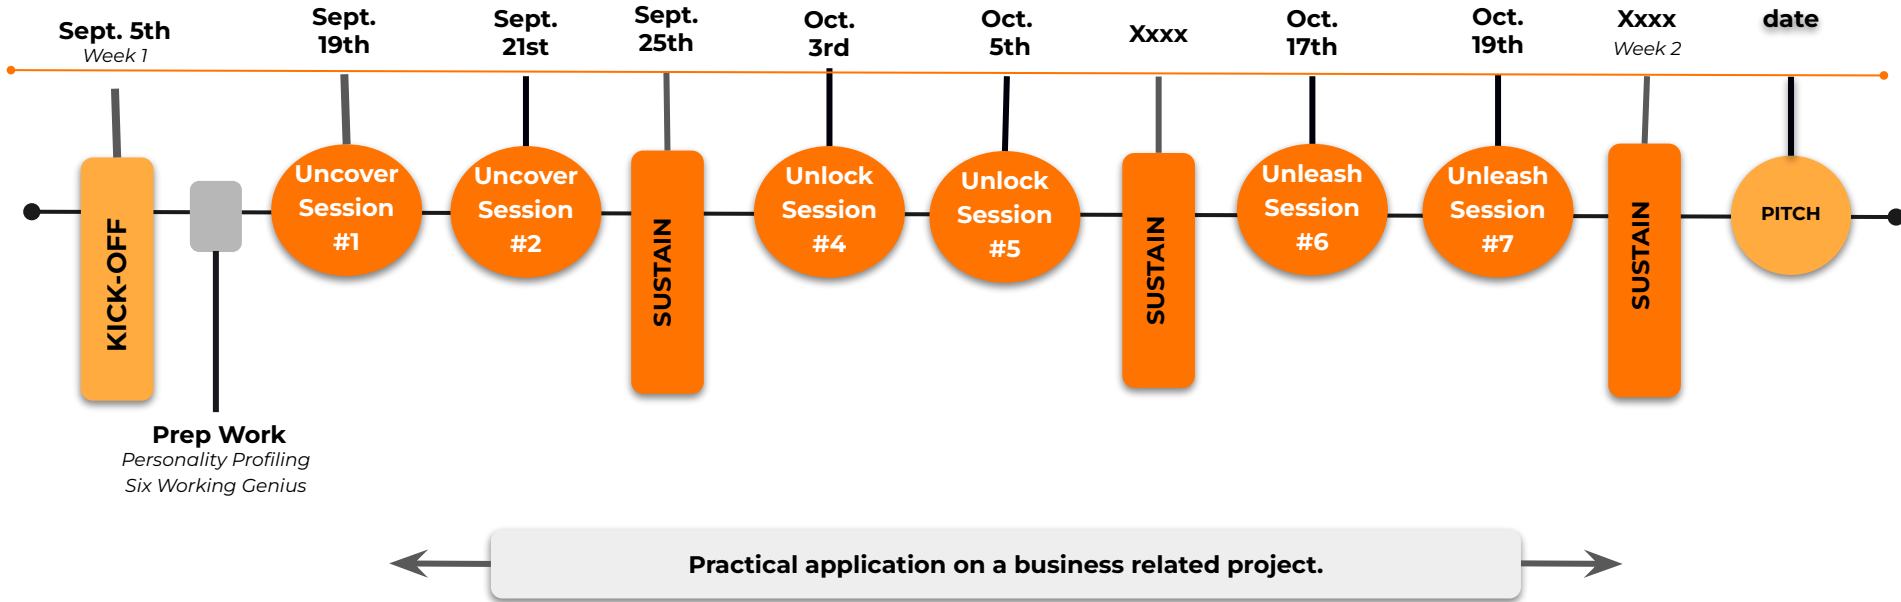 Sept. 5th
Week 1
Sept.
19th
Sept.
21st
Sept.
25th
Oct.
3rd
Oct.
5th
Xxxx
Oct.
17th
Oct.
19th
Xxxx
Week 2
date
KICK-OFF
Uncover
Session
#1
Uncover
Session
#2
SUSTAIN
Unlock
Session
#4
Unlock
Session
#5
SUSTAIN
Unleash
Session
#6
Unleash
Session
#7
SUSTAIN
PITCH
Prep Work
Personality Profiling
Six Working Genius
Practical application on a business related project.